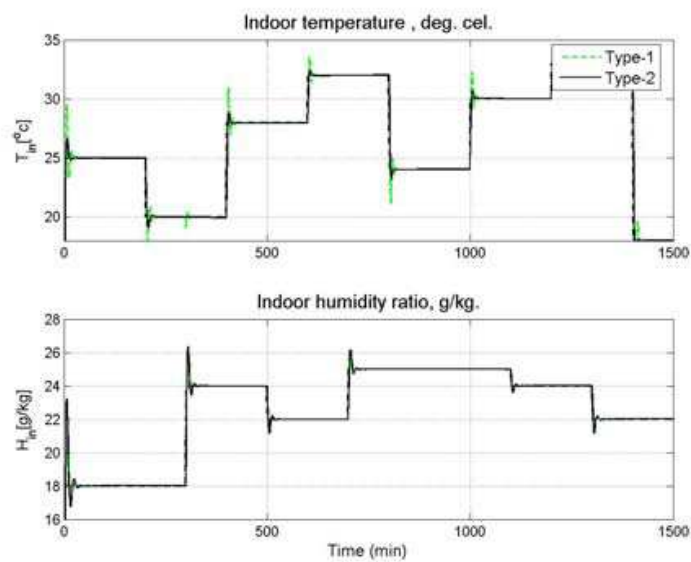 Indoor temperature , deg. cel.
35
30
25
20
T_in[°c]
Type-1
Type-2
0
500
1000
1500
Indoor humidity ratio, g/kg.
28
26
24
22
20
18
16
H_in[g/kg]
0
500
1000
1500
Time (min)